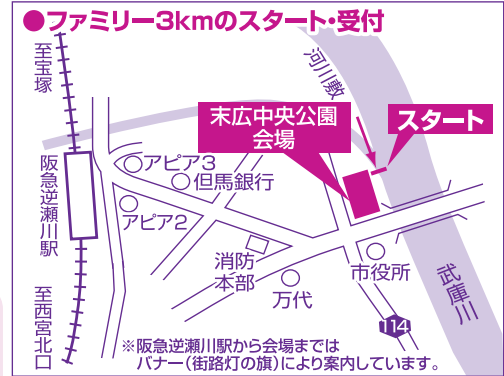 ●ファミリー3kmのスタート・受付
至宝塚
河川敷
末広中央公園
会場
スタート
阪急逆瀬川駅
アピア3
但馬銀行
アピア2
消防
本部
万代
市役所
武庫川
至西宮北口
114
※阪急逆瀬川駅から会場までは
バナー(街路灯の旗)により案内しています。